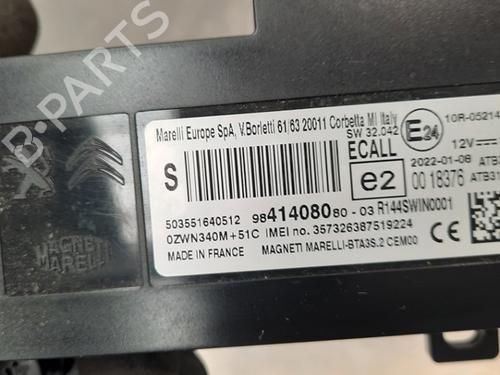 B-PARTS
Marelli Europe SpA, V.Borletti 61/63 20011 Corbetta MI Italy
SW 32.042
E24
10R-05214
S
ECALL
12V
e2
2022-01-08
ATB
00 18376
ATB31
503551640512
9841408080 - 03
R144SWIN0001
0ZWN340M+51C
IMEI no. 357326387519224
MADE IN FRANCE
MAGNETI MARELLI-BTA3S.2 CEM00
MAGNETI
MARELLI